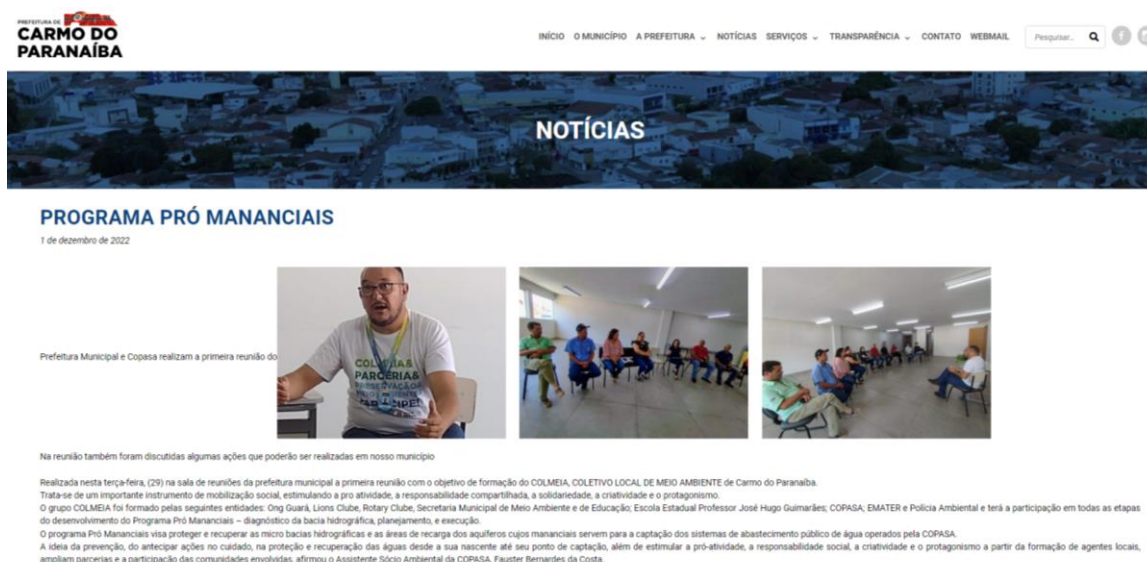 PREFEITURA DE
CARMO DO
PARANAÍBA
INÍCIO O MUNICÍPIO A PREFEITURA NOTÍCIAS SERVIÇOS TRANSPARÊNCIA CONTATO WEBMAIL Pesquisar...
NOTÍCIAS
PROGRAMA PRÓ MANANCIAIS
1 de dezembro de 2022
Prefeitura Municipal e Copasa realizam a primeira reunião do
COLMEIAS
PARCERIAS
PRESERVAÇÃO
MEIO AMBIENTE
PARTICIPE!
Na reunião também foram discutidas algumas ações que poderão ser realizadas em nosso município
Realizada nesta terça-feira, (29) na sala de reuniões da prefeitura municipal a primeira reunião com o objetivo de formação do COLMEIA, COLETIVO LOCAL DE MEIO AMBIENTE de Carmo do Paranaíba.
Trata-se de um importante instrumento de mobilização social, estimulando a pro atividade, a responsabilidade compartilhada, a solidariedade, a criatividade e o protagonismo.
O grupo COLMEIA foi formado pelas seguintes entidades: Ong Guará, Lions Clube, Rotary Clube, Secretaria Municipal de Meio Ambiente e de Educação; Escola Estadual Professor José Hugo Guimarães; COPASA; EMATER e Polícia Ambiental e terá a participação em todas as etapas
do desenvolvimento do Programa Pró Mananciais – diagnóstico da bacia hidrográfica, planejamento, e execução.
O programa Pró Mananciais visa proteger e recuperar as micro bacias hidrográficas e as áreas de recarga dos aquíferos cujos mananciais servem para a captação dos sistemas de abastecimento público de água operados pela COPASA.
A ideia da prevenção, do antecipar ações no cuidado, na proteção e recuperação das águas desde a sua nascente até seu ponto de captação, além de estimular a pró-atividade, a responsabilidade social, a criatividade e o protagonismo a partir da formação de agentes locais,
ampliam parcerias e a participação das comunidades envolvidas, afirmou o Assistente Sócio Ambiental da COPASA, Fauster Bernardes da Costa.